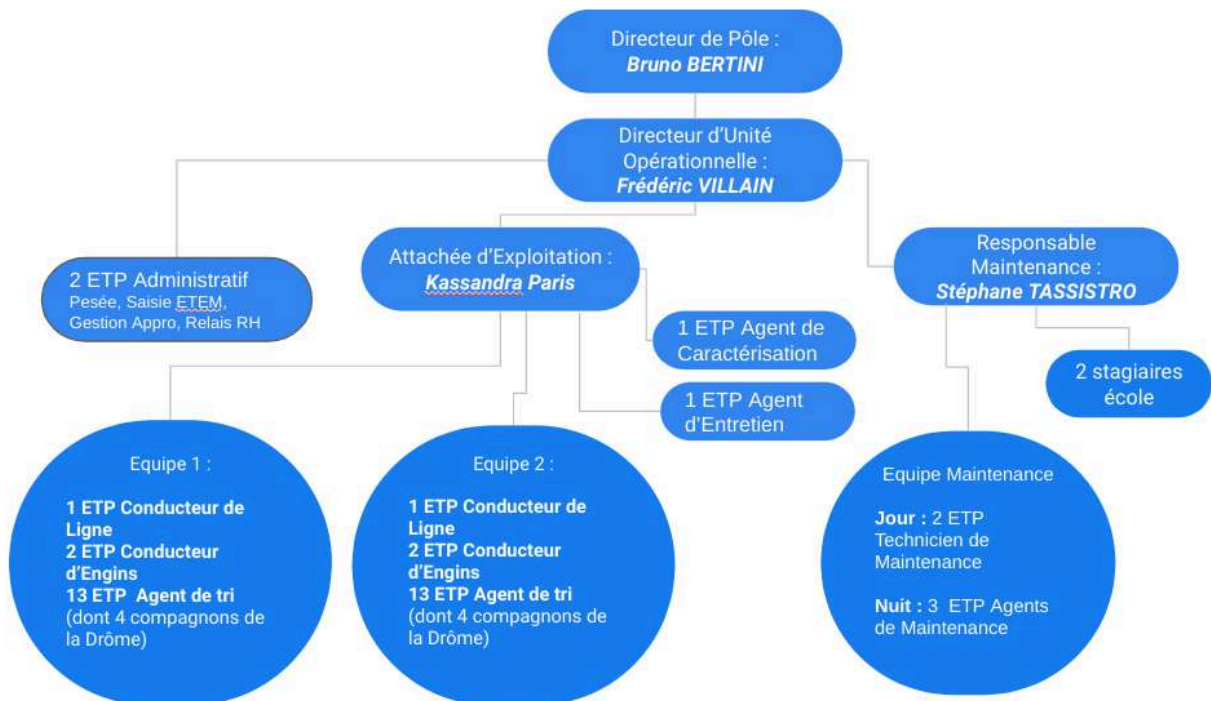 Directeur de Pôle :
Bruno BERTINI
Directeur d'Unité
Opérationnelle :
Frédéric VILLAIN
2 ETP Administratif
Pesée, Saisie ETEM,
Gestion Appro, Relais RH
Attachée d'Exploitation :
Kassandra Paris
Responsable
Maintenance :
Stéphane TASSISTRO
1 ETP Agent de
Caractérisation
1 ETP Agent
d'Entretien
2 stagiaires
école
Equipe 1 :
1 ETP Conducteur de
Ligne
2 ETP Conducteur
d'Engins
13 ETP Agent de tri
(dont 4 compagnons de
la Drôme)
Equipe 2 :
1 ETP Conducteur de
Ligne
2 ETP Conducteur
d'Engins
13 ETP Agent de tri
(dont 4 compagnons de
la Drôme)
Equipe Maintenance
Jour : 2 ETP
Technicien de
Maintenance
Nuit : 3 ETP Agents
de Maintenance